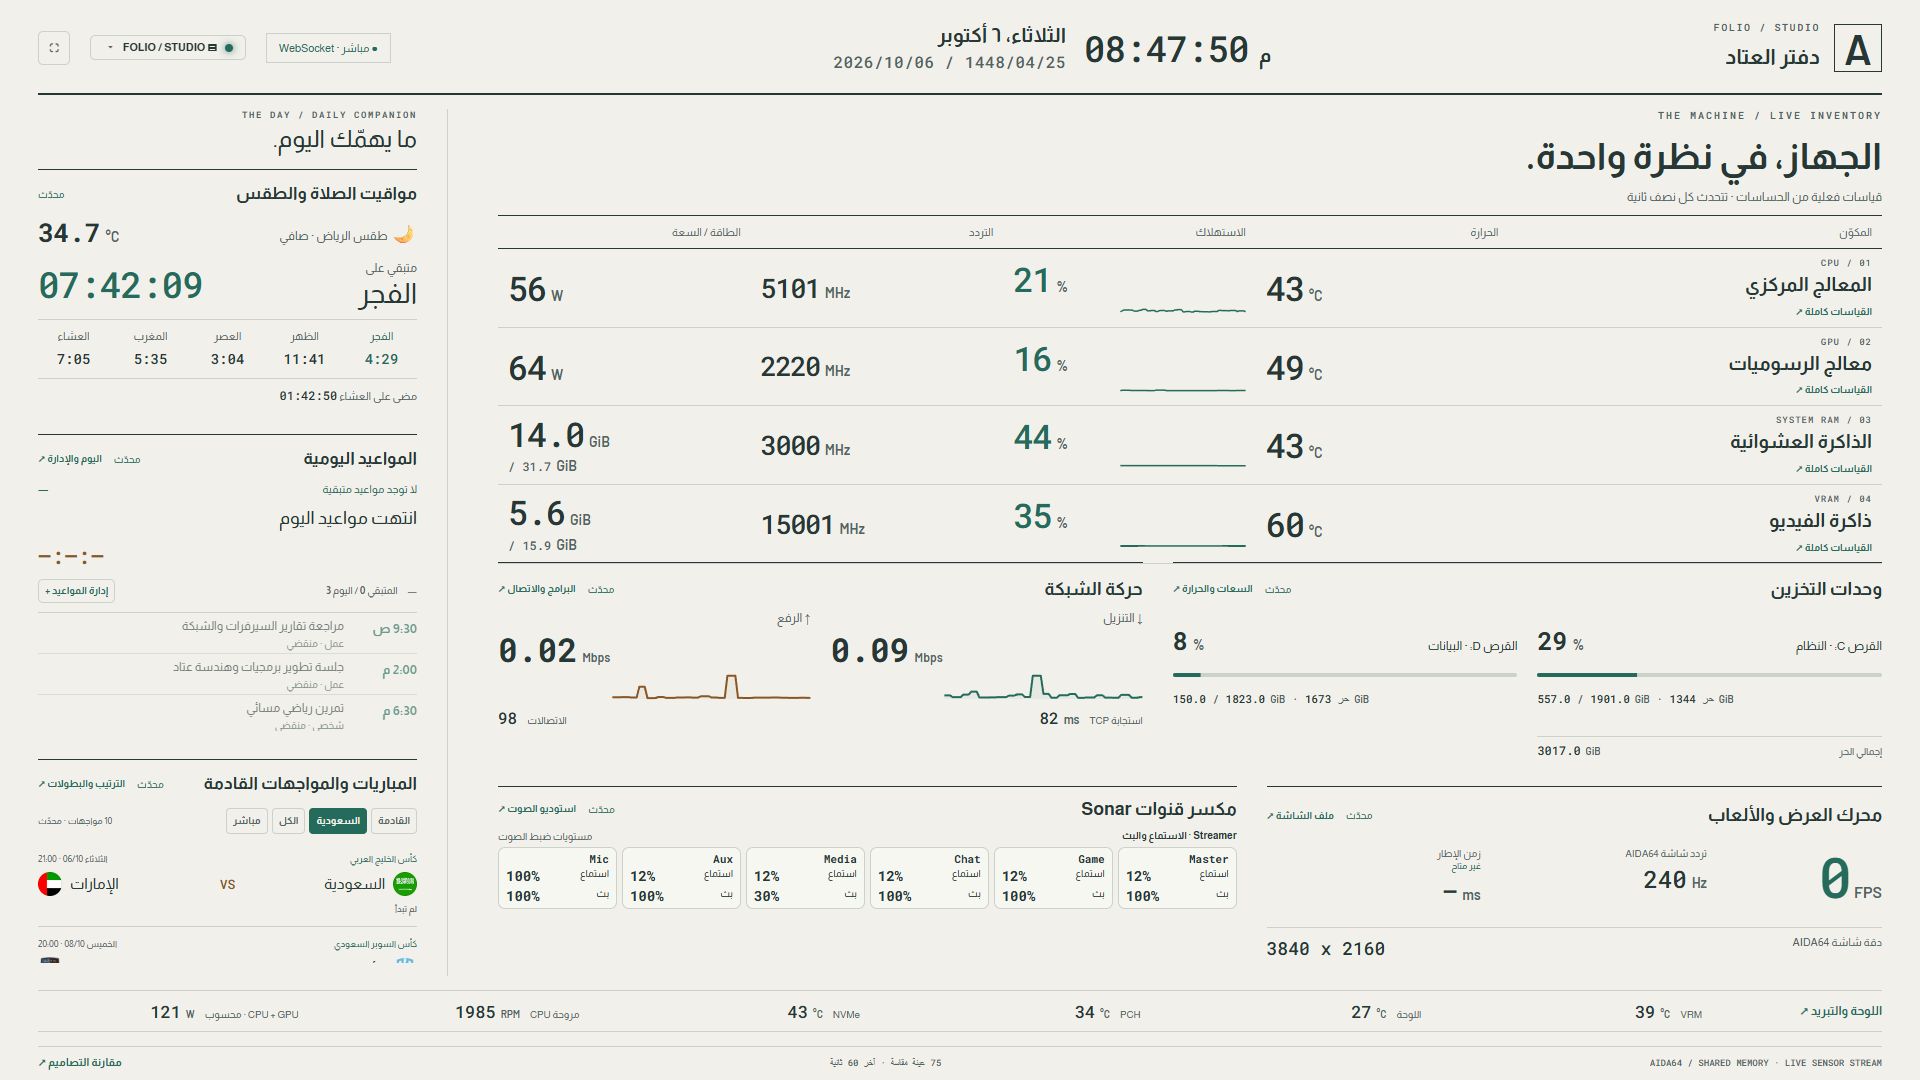 A
FOLIO / STUDIO
دفتر العتاد
08:47:50 م
الثلاثاء، ٦ أكتوبر
2026/10/06 / 1448/04/25
WebSocket · مباشر
FOLIO / STUDIO
THE MACHINE / LIVE INVENTORY
الجهاز، في نظرة واحدة.
قياسات فعلية من الحساسات · تتحدث كل نصف ثانية
المكوّن الحرارة الاستهلاك التردد الطاقة / السعة
CPU / 01
المعالج المركزي
القياسات كاملة ↗
43 °C 21 % 5101 MHz 56 W
GPU / 02
معالج الرسوميات
القياسات كاملة ↗
49 °C 16 % 2220 MHz 64 W
SYSTEM RAM / 03
الذاكرة العشوائية
القياسات كاملة ↗
43 °C 44 % 3000 MHz 14.0 GiB
/ 31.7 GiB
VRAM / 04
ذاكرة الفيديو
القياسات كاملة ↗
60 °C 35 % 15001 MHz 5.6 GiB
/ 15.9 GiB
وحدات التخزين
محدّث السعات والحرارة ↗
القرص C: · النظام 29 %
557.0 / 1901.0 GiB · 1344 حر GiB
القرص D: · البيانات 8 %
150.0 / 1823.0 GiB · 1673 حر GiB
إجمالي الحر 3017.0 GiB
حركة الشبكة
محدّث البرامج والاتصال ↗
↓ التنزيل
0.09 Mbps
↑ الرفع
0.02 Mbps
استجابة TCP 82 ms
الاتصالات 98
محرك العرض والألعاب
محدّث ملف الشاشة ↗
0 FPS
تردد شاشة AIDA64
240 Hz
زمن الإطار
غير متاح
— ms
دقة شاشة AIDA64
3840 x 2160
مكسر قنوات Sonar
محدّث استوديو الصوت ↗
Streamer · الاستماع والبث
مستويات ضبط الصوت
Master
استماع 12%
بث 100%
Game
استماع 12%
بث 100%
Chat
استماع 12%
بث 100%
Media
استماع 12%
بث 30%
Aux
استماع 12%
بث 100%
Mic
استماع 100%
بث 100%
THE DAY / DAILY COMPANION
ما يهمّك اليوم.
مواقيت الصلاة والطقس
محدّث
طقس الرياض · صافي
34.7 °C
متبقي على
الفجر
07:42:09
الفجر الظهر العصر المغرب العشاء
4:29 11:41 3:04 5:35 7:05
مضى على العشاء 01:42:50
المواعيد اليومية
محدّث اليوم والإدارة ↗
لا توجد مواعيد متبقية —
انتهت مواعيد اليوم
—:—:—
— المتبقي 0 / اليوم 3
إدارة المواعيد +
9:30 ص مراجعة تقارير السيرفرات والشبكة
عمل · منقضي
2:00 م جلسة تطوير برمجيات وهندسة عتاد
عمل · منقضي
6:30 م تمرين رياضي مسائي
شخصي · منقضي
المباريات والمواجهات القادمة
محدّث الترتيب والبطولات ↗
القادمة السعودية الكل مباشر
10 مواجهات · محدّث
كأس الخليج العربي الثلاثاء 06/10 · 21:00
السعودية VS الإمارات
لم تبدأ
كأس السوبر السعودي الخميس 08/10 · 20:00
اللوحة والتبريد ↗
VRM 39 °C
اللوحة 27 °C
PCH 34 °C
NVMe 43 °C
مروحة CPU 1985 RPM
CPU + GPU · محسوب 121 W
AIDA64 / SHARED MEMORY · LIVE SENSOR STREAM
75 عينة مقاسة · آخر 60 ثانية
مقارنة التصاميم ↗